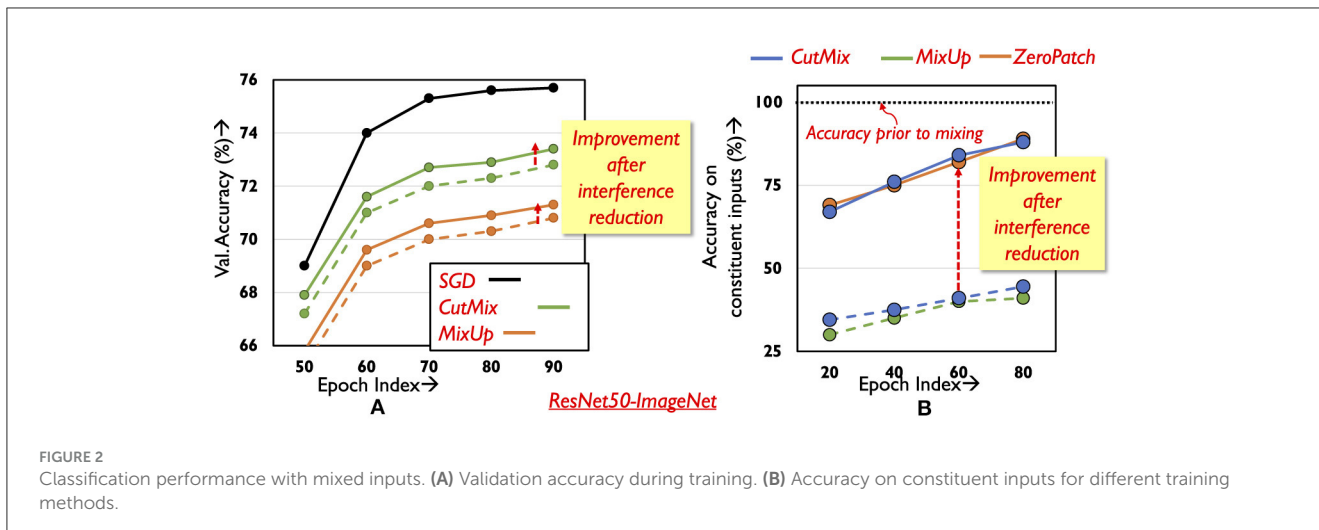 CutMix MixUp ZeroPatch
76
74
72
70
68
66
Val. Accuracy (%)→
50 60 70 80 90
Epoch Index→
A
SGD
CutMix
MixUp
Improvement
after
interference
reduction
ResNet50-ImageNet
100
75
50
25
Accuracy on
constituent inputs (%)→
Accuracy prior to mixing
Improvement
after
interference
reduction
20 40 60 80
Epoch Index→
B
FIGURE 2
Classification performance with mixed inputs. (A) Validation accuracy during training. (B) Accuracy on constituent inputs for different training
methods.